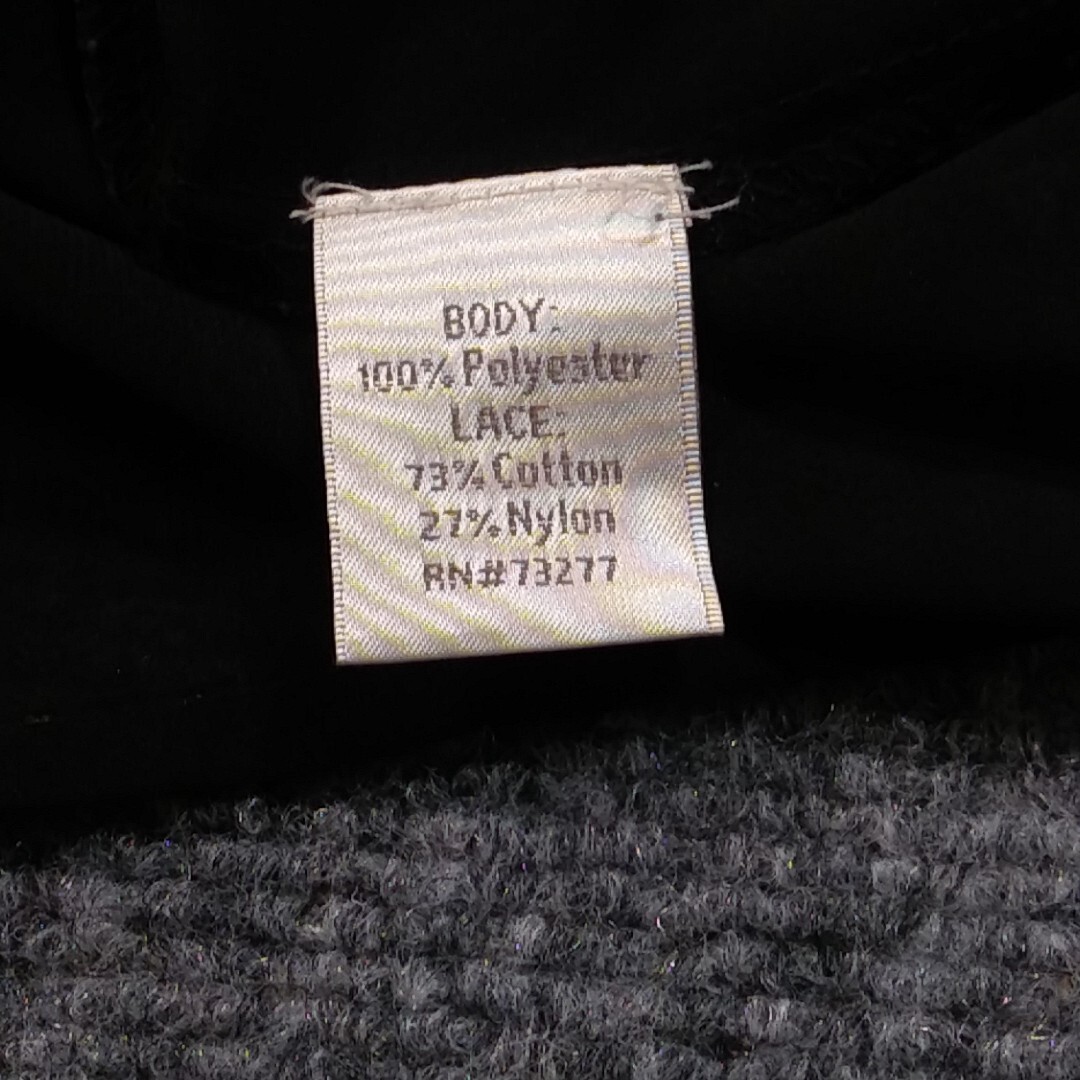 BODY:
100% Polyester
LACE:
73% Cotton
27% Nylon
RN#73277